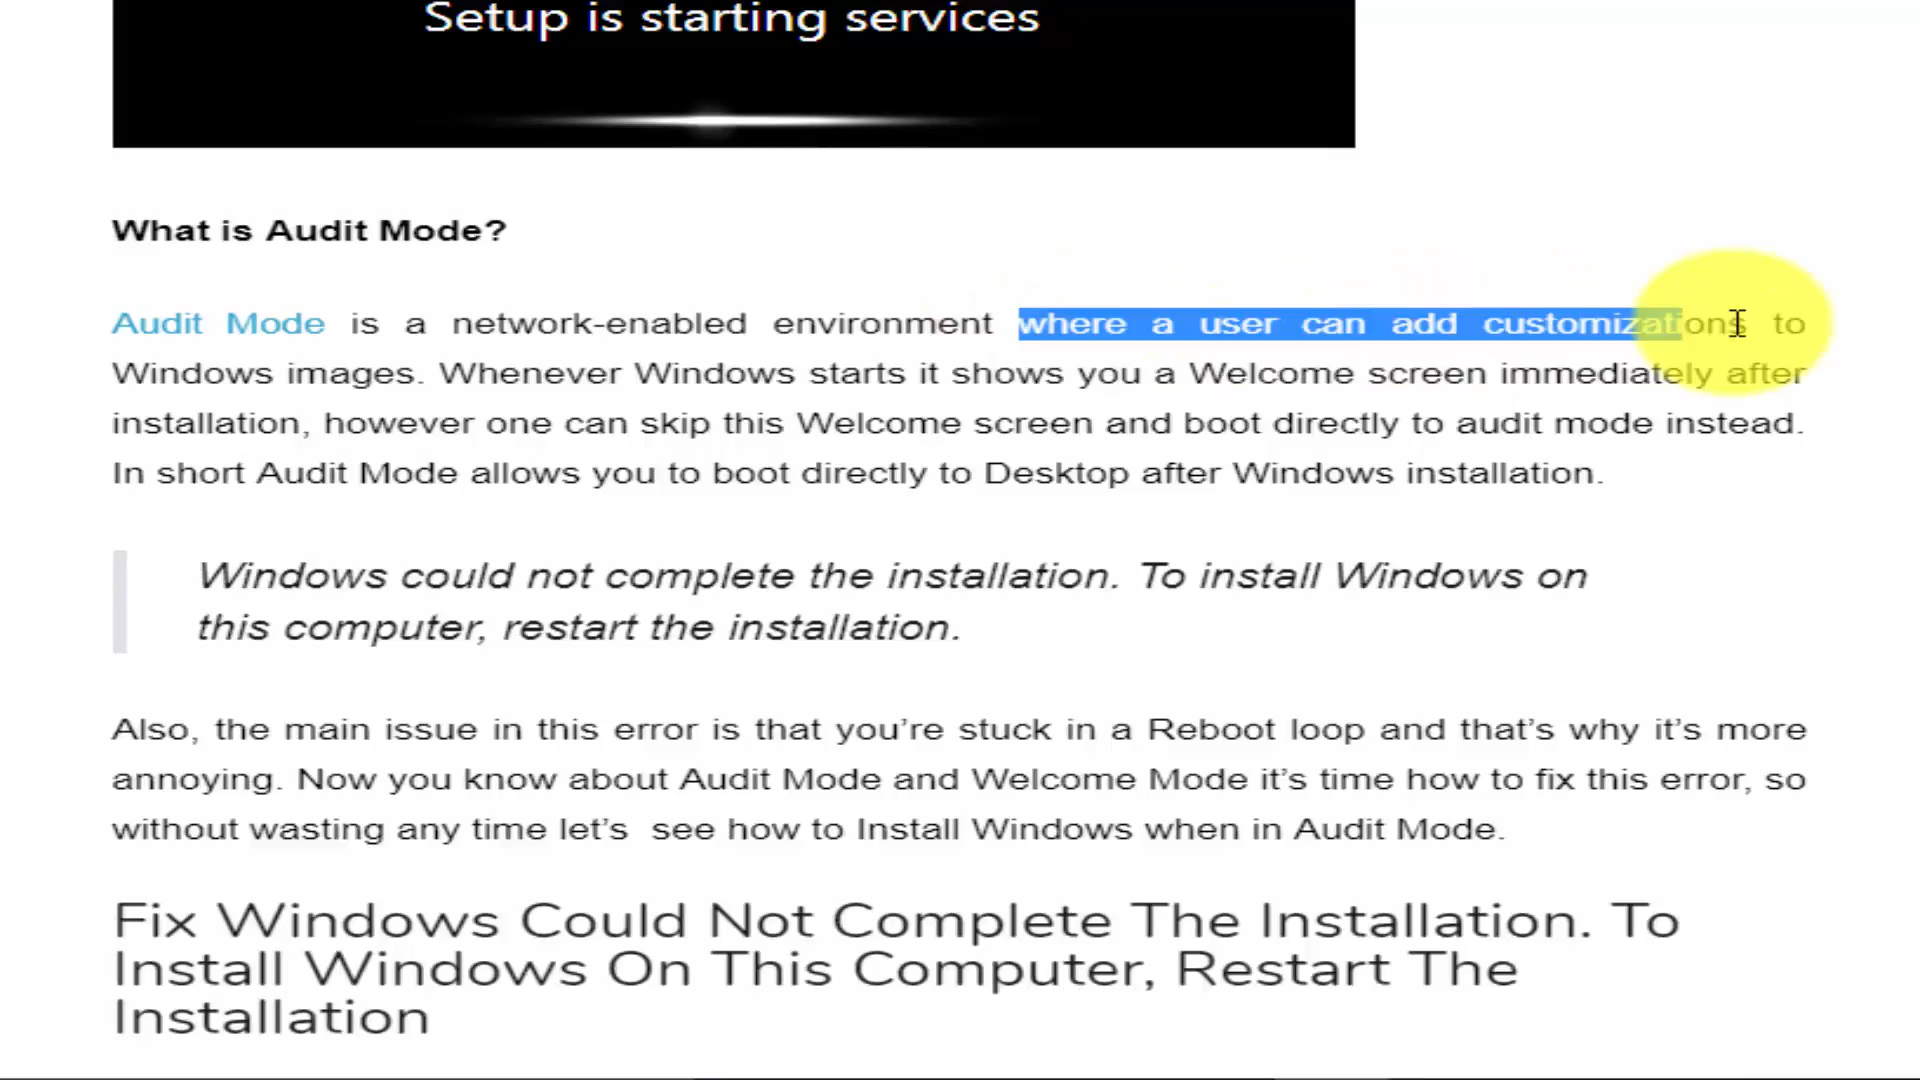 Setup is starting services
What is Audit Mode?
Audit Mode is a network-enabled environment where a user can add customizations to
Windows images. Whenever Windows starts it shows you a Welcome screen immediately after
installation, however one can skip this Welcome screen and boot directly to audit mode instead.
In short Audit Mode allows you to boot directly to Desktop after Windows installation.
Windows could not complete the installation. To install Windows on
this computer, restart the installation.
Also, the main issue in this error is that you’re stuck in a Reboot loop and that’s why it’s more
annoying. Now you know about Audit Mode and Welcome Mode it’s time how to fix this error, so
without wasting any time let’s  see how to Install Windows when in Audit Mode.
Fix Windows Could Not Complete The Installation. To
Install Windows On This Computer, Restart The
Installation